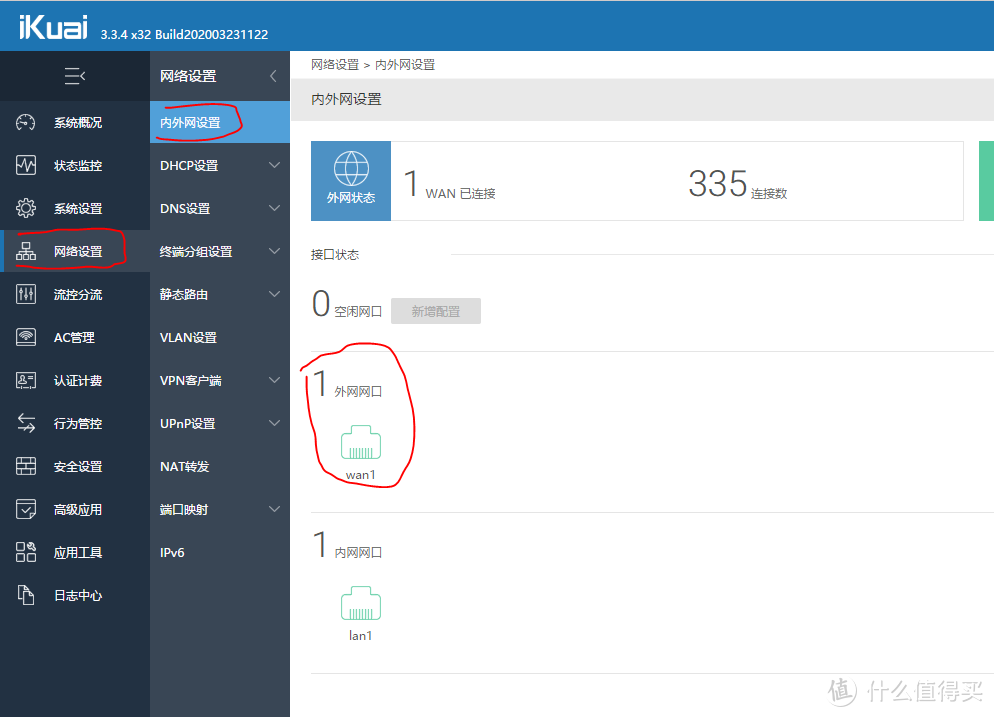 iKuai 3.3.4 x32 Build202003231122
系统概况
状态监控
系统设置
网络设置
流控分流
AC管理
认证计费
行为管控
安全设置
高级应用
应用工具
日志中心
网络设置
内外网设置
DHCP设置
DNS设置
终端分组设置
静态路由
VLAN设置
VPN客户端
UPnP设置
NAT转发
端口映射
IPv6
网络设置 > 内外网设置
内外网设置
外网状态
1 WAN 已连接
335 连接数
接口状态
0 空闲网口 新增配置
1 外网网口
wan1
1 内网网口
lan1
值 什么值得买